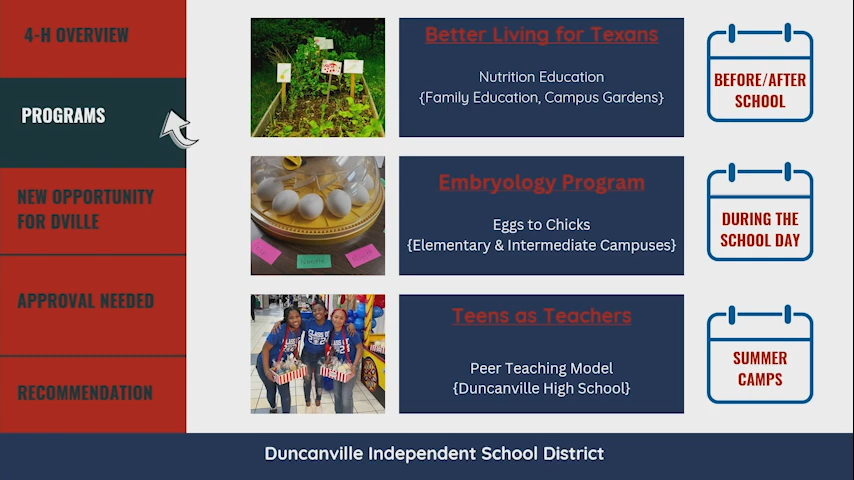 4-H OVERVIEW
PROGRAMS
NEW OPPORTUNITY
FOR DVILLE
APPROVAL NEEDED
RECOMMENDATION
Better Living for Texans
Nutrition Education
{Family Education, Campus Gardens}
BEFORE/AFTER
SCHOOL
Embryology Program
Eggs to Chicks
{Elementary & Intermediate Campuses}
DURING THE
SCHOOL DAY
Teens as Teachers
Peer Teaching Model
{Duncanville High School}
SUMMER
CAMPS
Duncanville Independent School District